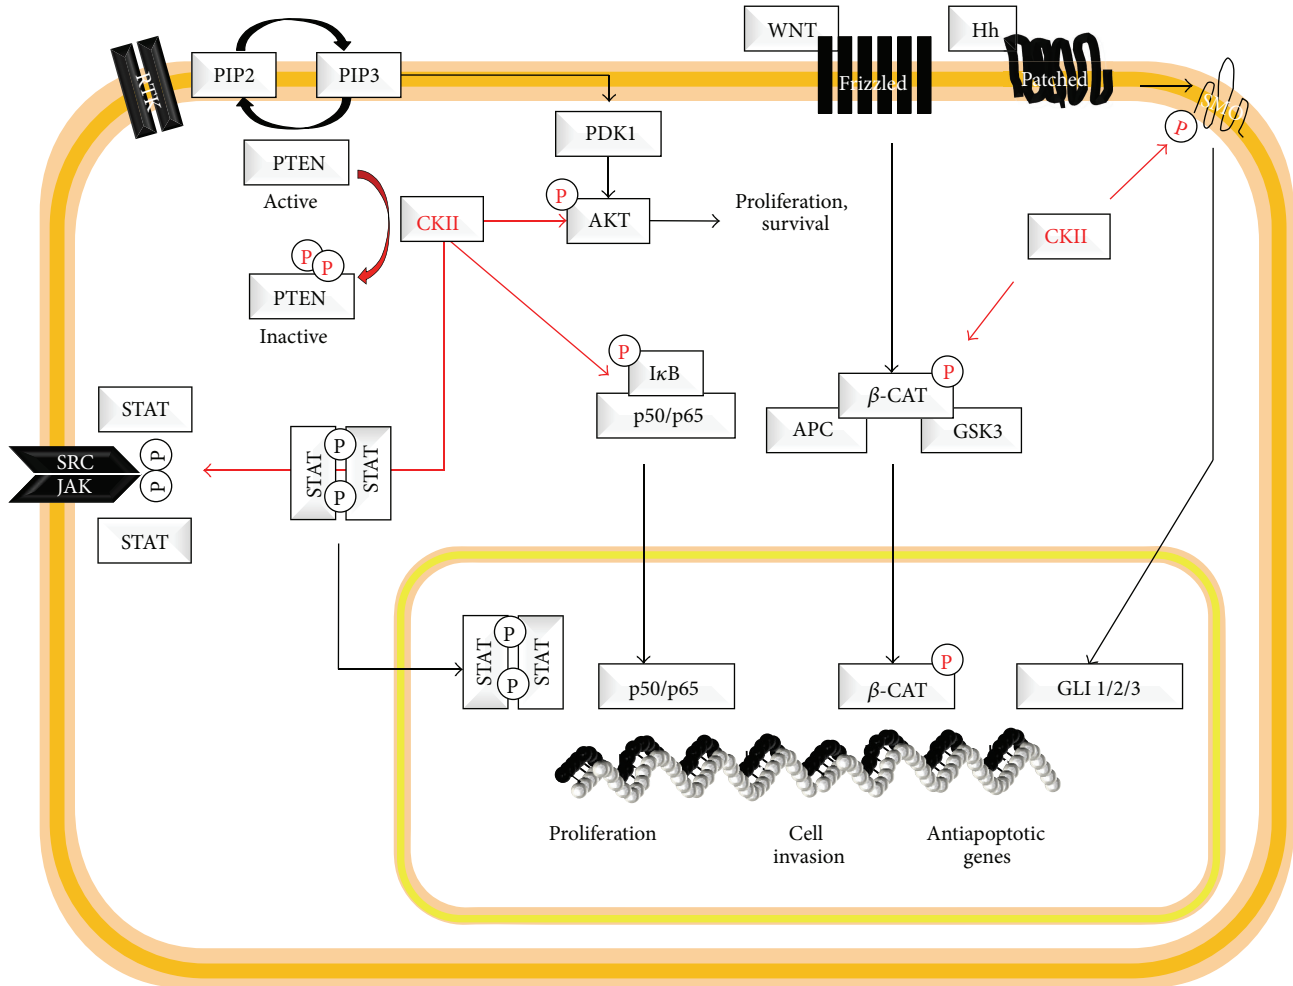 WNT
Hh
RTK
PIP2
PIP3
Frizzled
Patched
SMO
P
PDK1
PTEN
Active
P
AKT
CKII
Proliferation,
survival
CKII
P
P
PTEN
Inactive
P
IκB
p50/p65
P
β-CAT
APC
GSK3
STAT
SRC
JAK
P
P
STAT
STAT
P
P
STAT
STAT
P
P
STAT
p50/p65
P
β-CAT
GLI 1/2/3
Proliferation
Cell
invasion
Antiapoptotic
genes